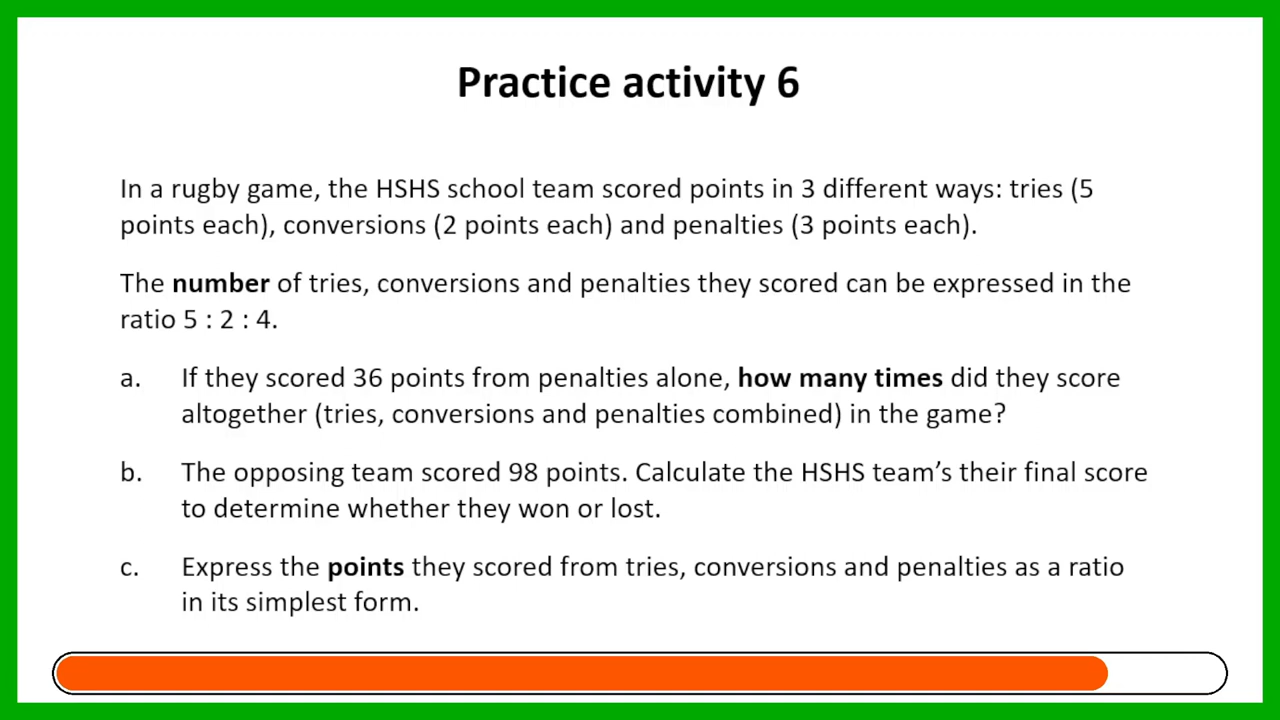 Practice activity 6
In a rugby game, the HSHS school team scored points in 3 different ways: tries (5
points each), conversions (2 points each) and penalties (3 points each).
The number of tries, conversions and penalties they scored can be expressed in the
ratio 5 : 2 : 4.
a. If they scored 36 points from penalties alone, how many times did they score
altogether (tries, conversions and penalties combined) in the game?
b. The opposing team scored 98 points. Calculate the HSHS team’s their final score
to determine whether they won or lost.
c. Express the points they scored from tries, conversions and penalties as a ratio
in its simplest form.